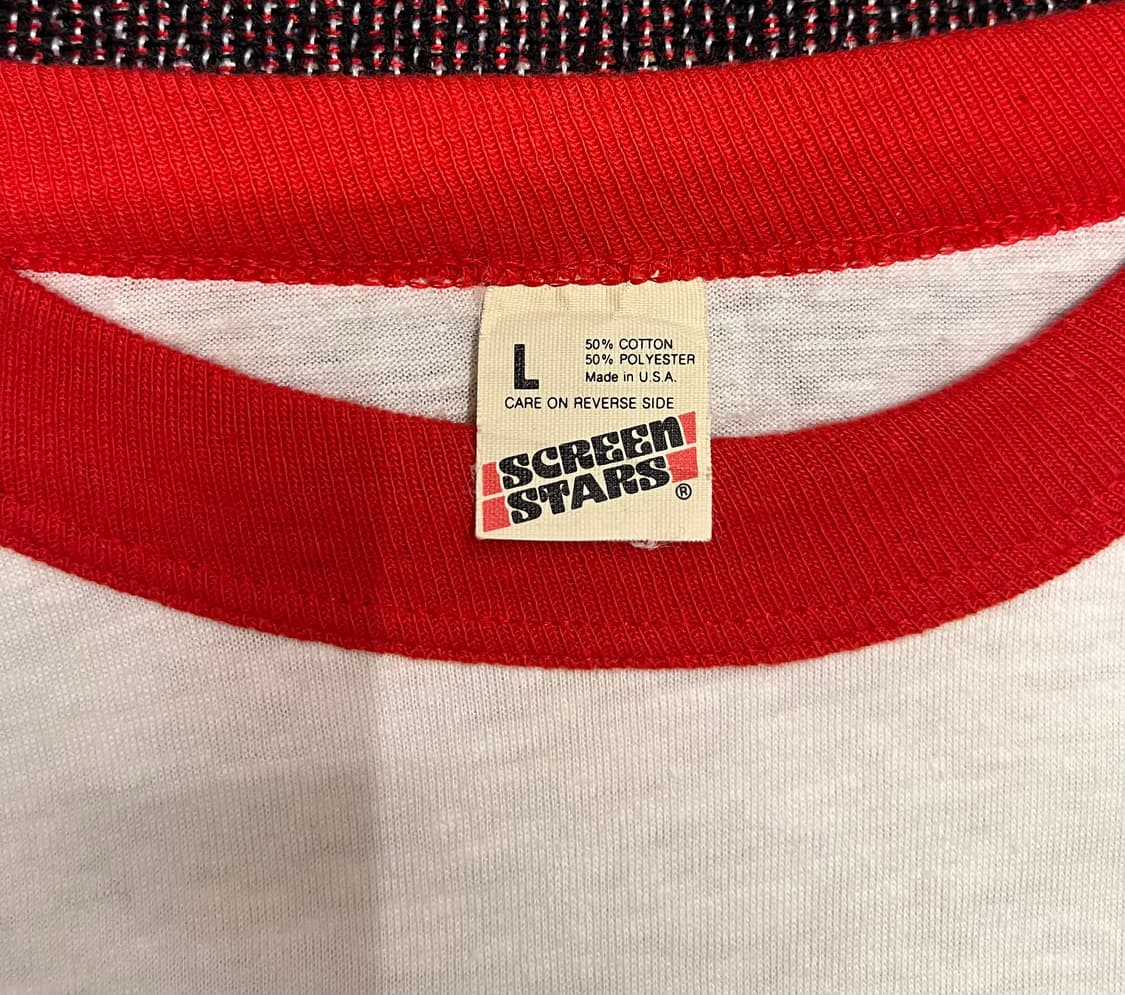 L
50% COTTON
50% POLYESTER
Made in U.S.A.
CARE ON REVERSE SIDE
SCREEN
STARS®